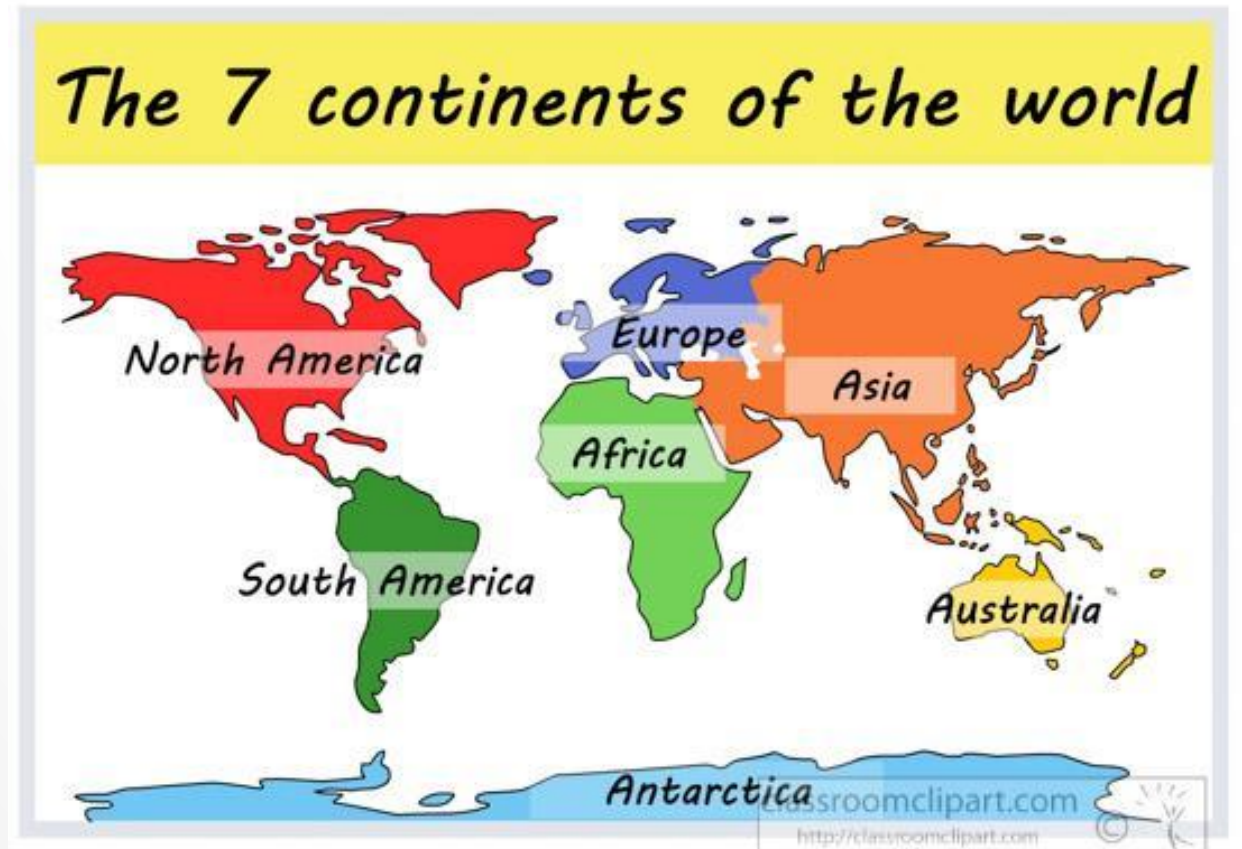 The 7 continents of the world
North America
Europe
Asia
Africa
South America
Australia
Antarctica
classroomclipart.com
http://classroomclipart.com
©